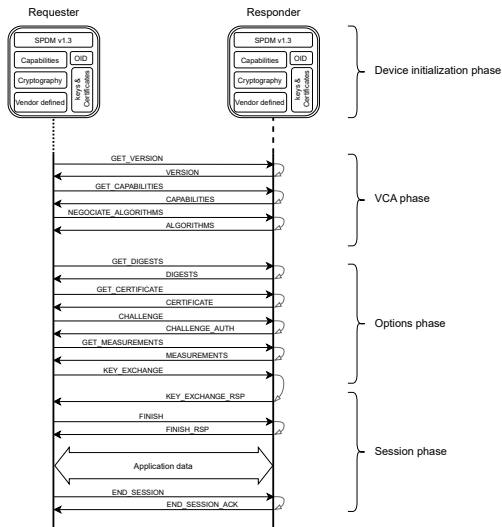 Requester
Responder
SPDM v1.3
Capabilities
OID
Cryptography
Vendor defined
keys &
Certificates
SPDM v1.3
Capabilities
OID
Cryptography
Vendor defined
keys &
Certificates
Device initialization phase
GET_VERSION
VERSION
GET_CAPABILITIES
CAPABILITIES
NEGOCIATE_ALGORITHMS
ALGORITHMS
VCA phase
GET_DIGESTS
DIGESTS
GET_CERTIFICATE
CERTIFICATE
CHALLENGE
CHALLENGE_AUTH
GET_MEASUREMENTS
MEASUREMENTS
KEY_EXCHANGE
Options phase
KEY_EXCHANGE_RSP
FINISH
FINISH_RSP
Application data
END_SESSION
END_SESSION_ACK
Session phase